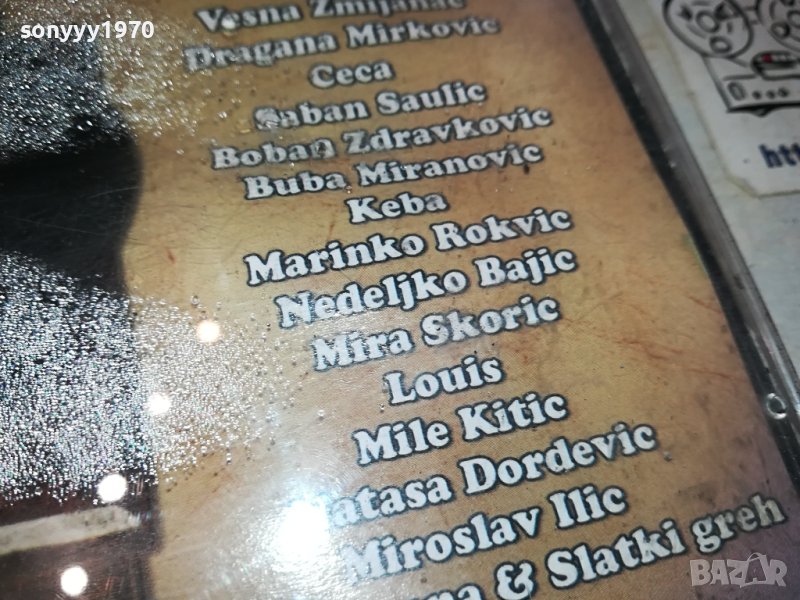 sonyyy1970
Vesna Zmijanac
Dragana Mirkovic
Ceca
Saban Saulic
Boban Zdravkovic
Buba Miranovic
Keba
Marinko Rokvic
Nedeljko Bajic
Mira Skoric
Louis
Mile Kitic
Natasa Dordevic
Miroslav Ilic
& Slatki greh
BAZAR